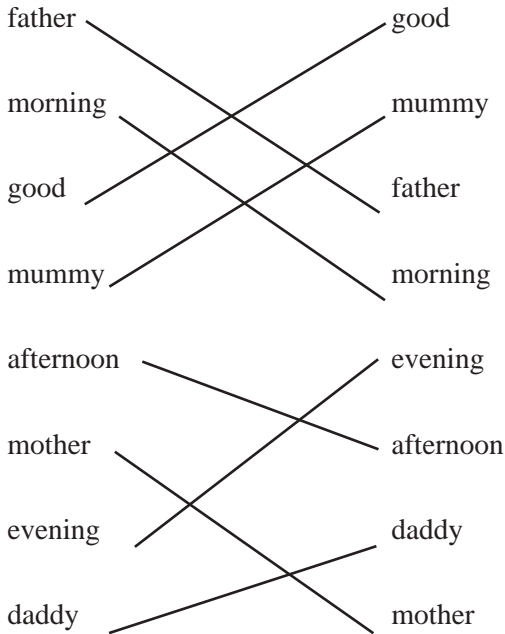 father good
morning mummy
good father
mummy morning
afternoon evening
mother afternoon
evening daddy
daddy mother